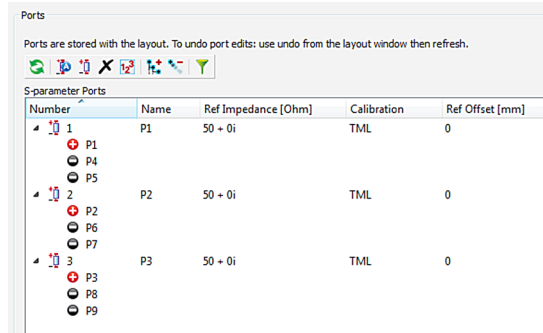 Ports
Ports are stored with the layout. To undo port edits: use undo from the layout window then refresh.
S-parameter Ports
Number Name Ref Impedance [Ohm] Calibration Ref Offset [mm]
1 P1 50 + 0i TML 0
P1
P4
P5
2 P2 50 + 0i TML 0
P2
P6
P7
3 P3 50 + 0i TML 0
P3
P8
P9